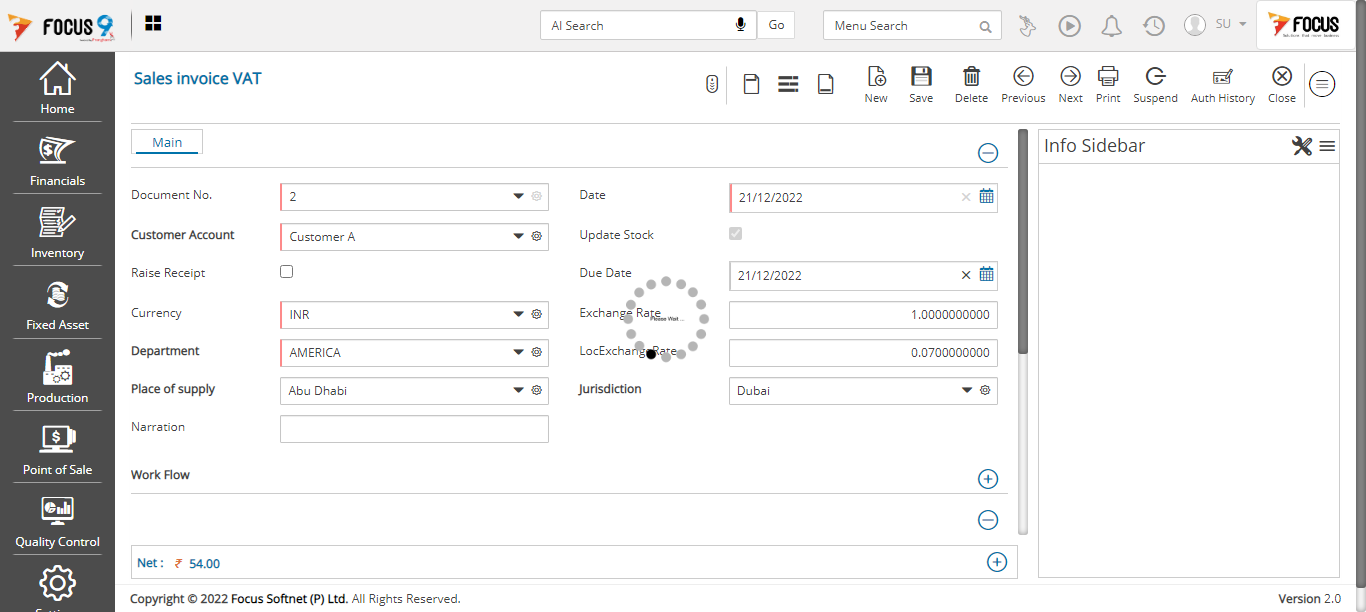 FOCUS 9
AI Search
Go
Menu Search
SU
FOCUS
Home
Financials
Inventory
Fixed Asset
Production
Point of Sale
Quality Control
Sales invoice VAT
New
Save
Delete
Previous
Next
Print
Suspend
Auth History
Close
Main
Info Sidebar
Document No.
2
Date
21/12/2022
Customer Account
Customer A
Update Stock
Raise Receipt
Due Date
21/12/2022
Currency
INR
Exchange Rate
1.0000000000
Please Wait ...
Department
AMERICA
LocExchangeRate
0.0700000000
Place of supply
Abu Dhabi
Jurisdiction
Dubai
Narration
Work Flow
Net : ₹ 54.00
Copyright © 2022 Focus Softnet (P) Ltd. All Rights Reserved.
Version 2.0